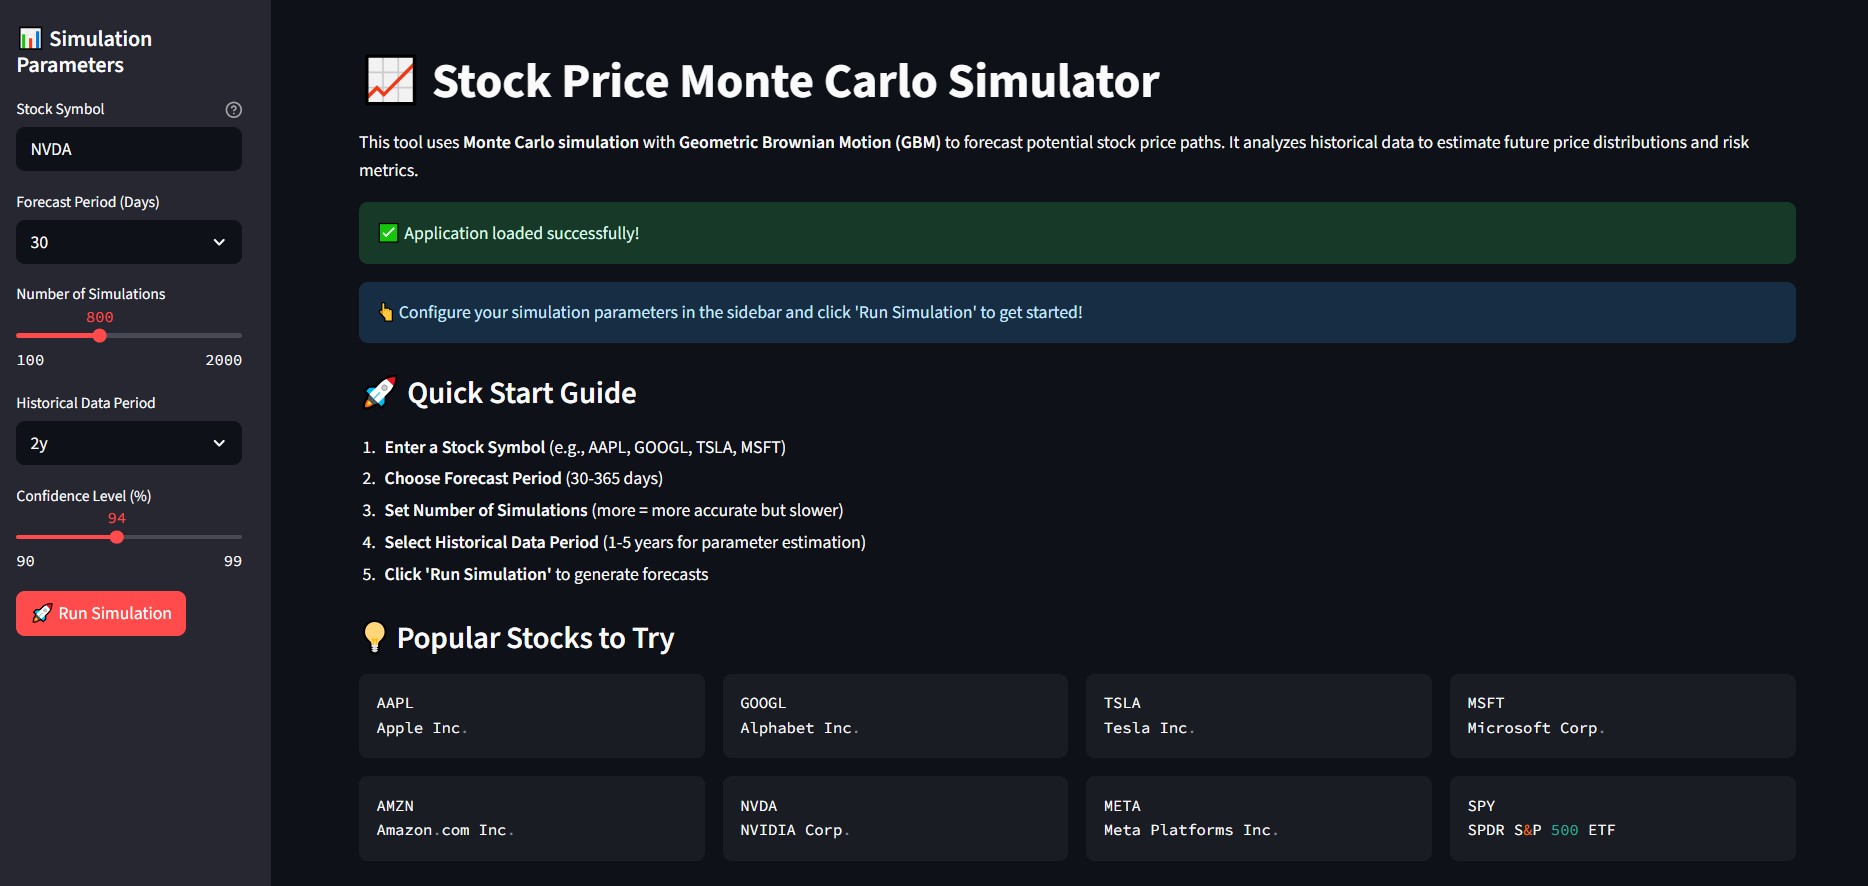 📊 Simulation
Parameters
Stock Symbol
NVDA
Forecast Period (Days)
30
Number of Simulations
800
100 2000
Historical Data Period
2y
Confidence Level (%)
94
90 99
🚀 Run Simulation
📈 Stock Price Monte Carlo Simulator
This tool uses Monte Carlo simulation with Geometric Brownian Motion (GBM) to forecast potential stock price paths. It analyzes historical data to estimate future price distributions and risk
metrics.
✅ Application loaded successfully!
👆 Configure your simulation parameters in the sidebar and click 'Run Simulation' to get started!
🚀 Quick Start Guide
1. Enter a Stock Symbol (e.g., AAPL, GOOGL, TSLA, MSFT)
2. Choose Forecast Period (30-365 days)
3. Set Number of Simulations (more = more accurate but slower)
4. Select Historical Data Period (1-5 years for parameter estimation)
5. Click 'Run Simulation' to generate forecasts
💡 Popular Stocks to Try
AAPL
Apple Inc.
GOOGL
Alphabet Inc.
TSLA
Tesla Inc.
MSFT
Microsoft Corp.
AMZN
Amazon.com Inc.
NVDA
NVIDIA Corp.
META
Meta Platforms Inc.
SPY
SPDR S&P 500 ETF